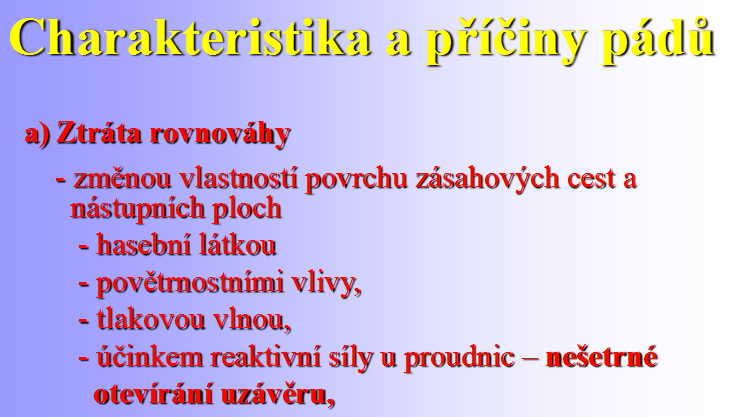 Charakteristika a příčiny pádů
a) Ztráta rovnováhy
- změnou vlastností povrchu zásahových cest a
nástupních ploch
- hasební látkou
- povětrnostními vlivy,
- tlakovou vlnou,
- účinkem reaktivní síly u proudnic – nešetrné
otevírání uzávěru,